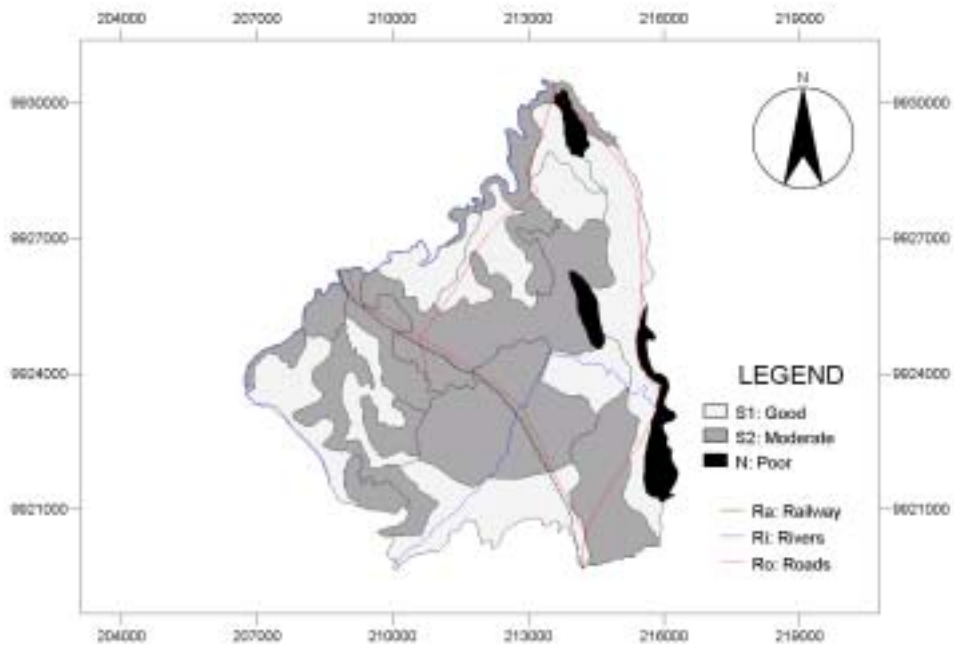 204000 207000 210000 213000 216000 219000
N
9930000 9930000
9927000 9927000
9924000 9924000
LEGEND
S1: Good
S2: Moderate
N: Poor
9921000 9921000
Ra: Railway
Ri: Rivers
Ro: Roads
204000 207000 210000 213000 216000 219000